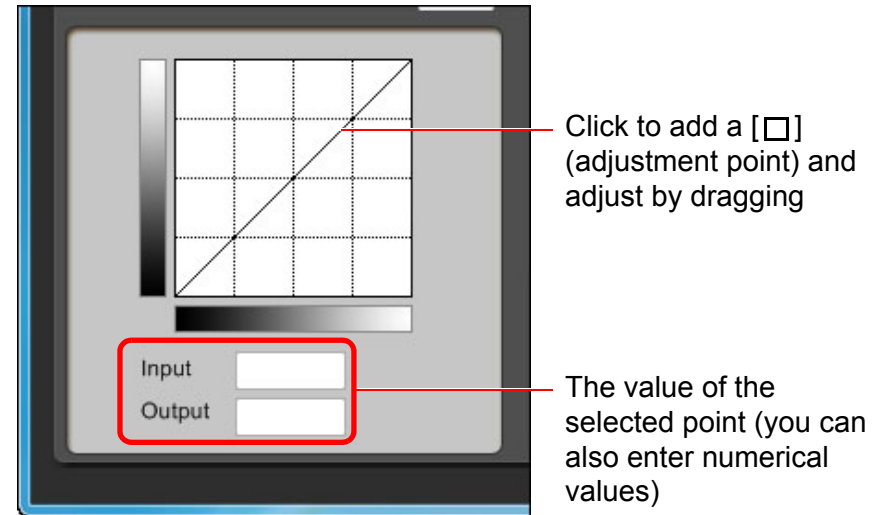 Click to add a [□]
(adjustment point) and
adjust by dragging
Input
Output
The value of the
selected point (you can
also enter numerical
values)